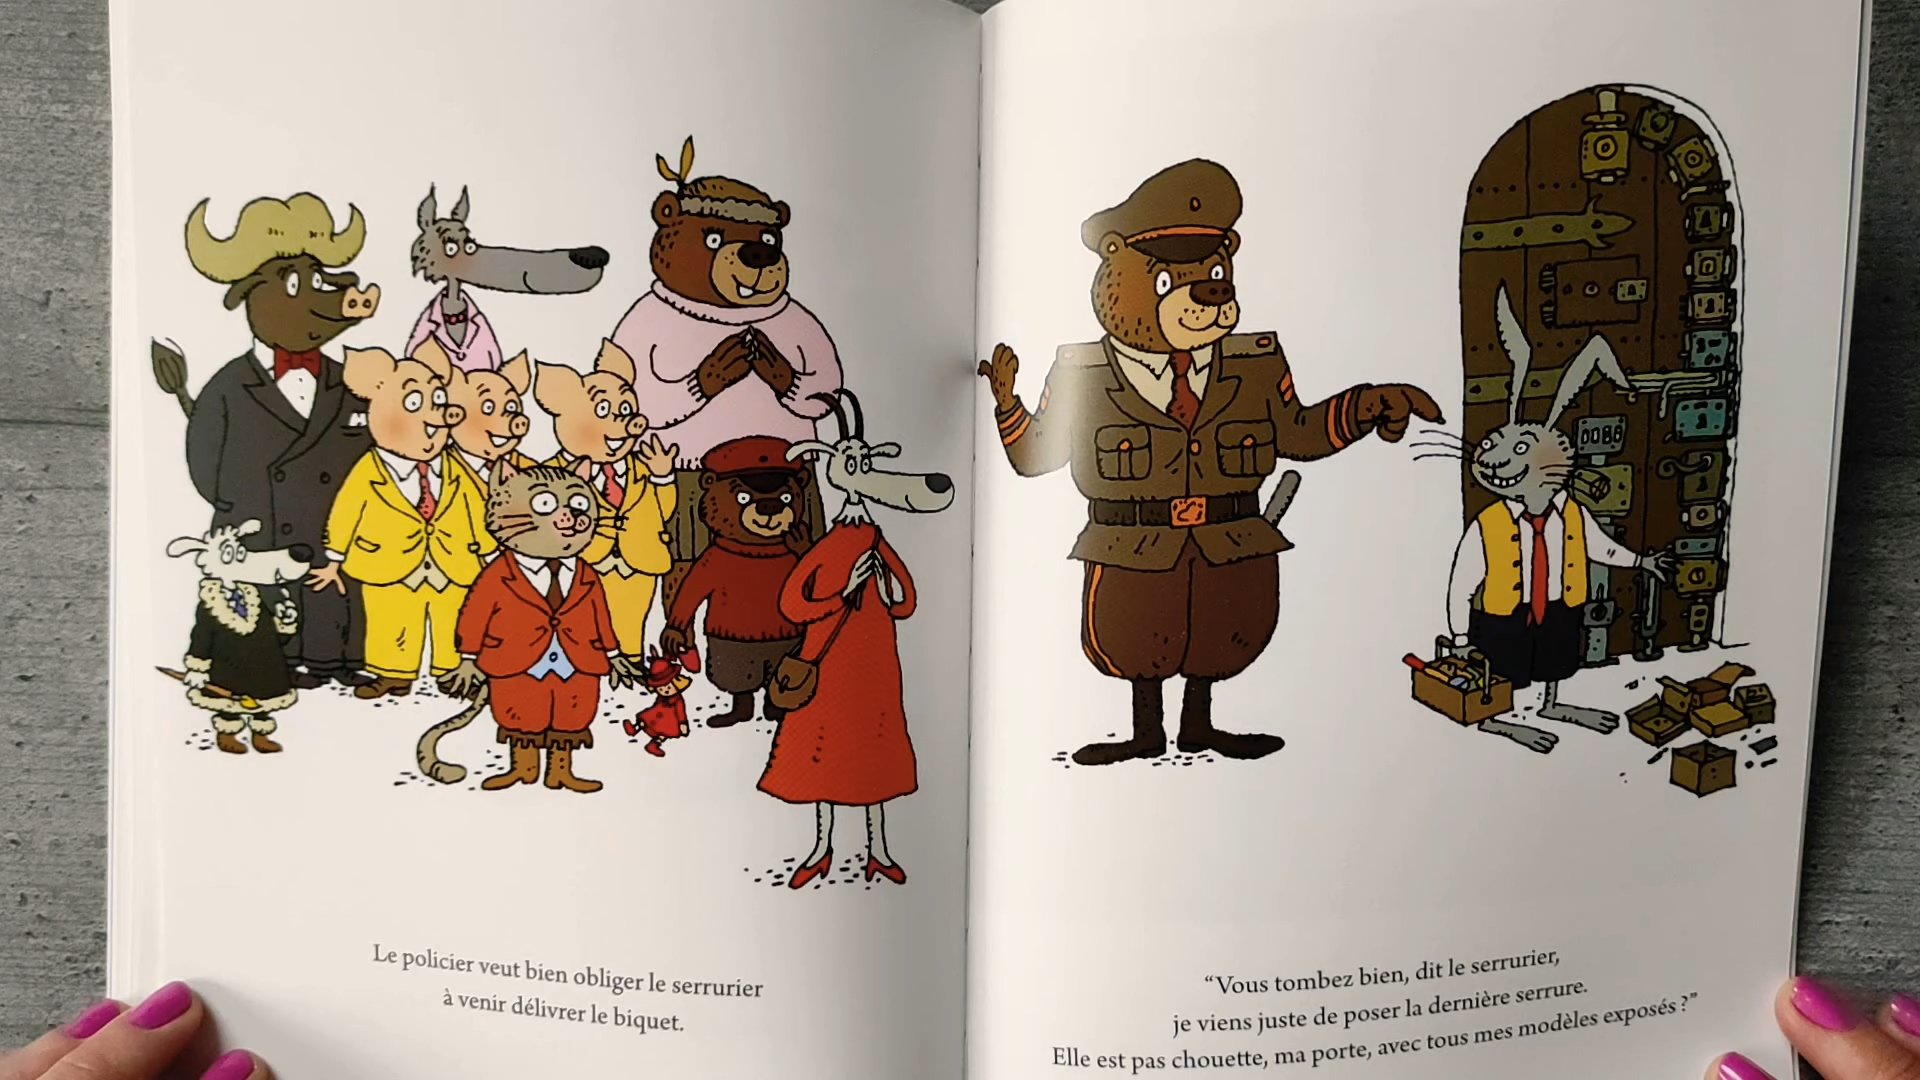 Le policier veut bien obliger le serrurier
à venir délivrer le biquet.
“Vous tombez bien, dit le serrurier,
je viens juste de poser la dernière serrure.
Elle est pas chouette, ma porte, avec tous mes modèles exposés ?”